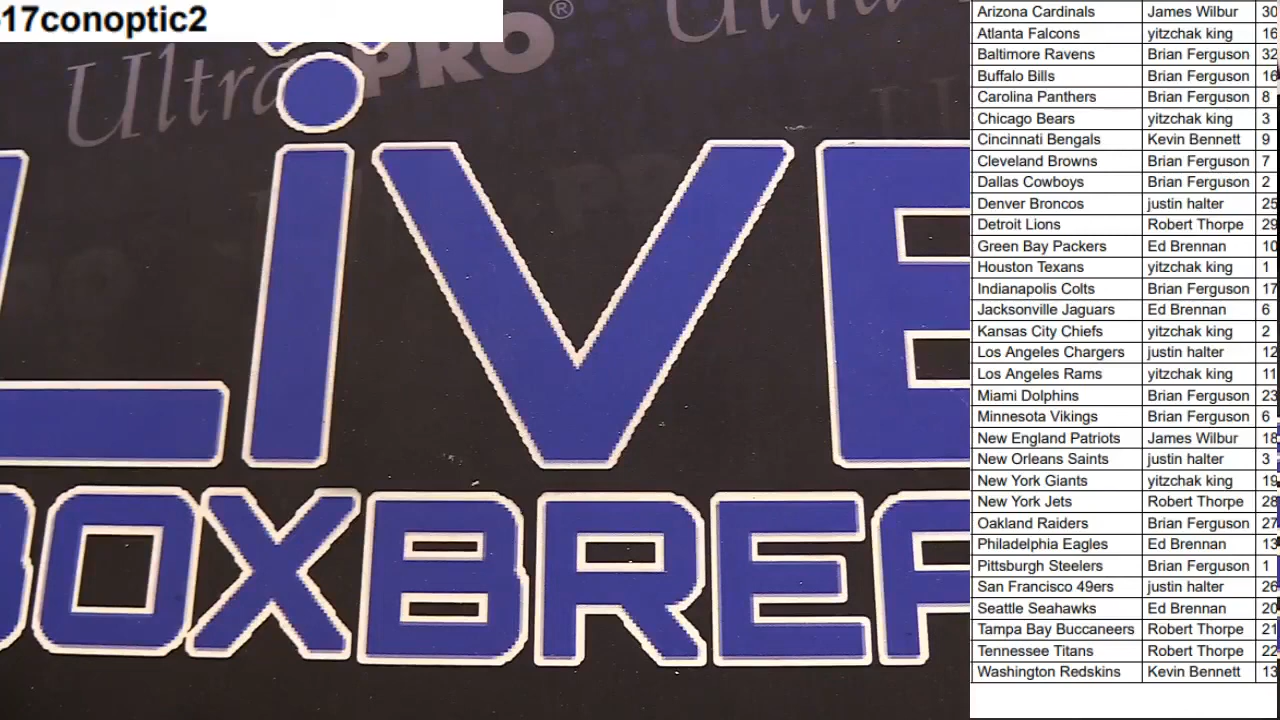 17conoptic2
Ultra PRO®
Ultra
LiVE
BOXBREA
Arizona Cardinals James Wilbur 30
Atlanta Falcons yitzchak king 16
Baltimore Ravens Brian Ferguson 32
Buffalo Bills Brian Ferguson 16
Carolina Panthers Brian Ferguson 8
Chicago Bears yitzchak king 3
Cincinnati Bengals Kevin Bennett 9
Cleveland Browns Brian Ferguson 7
Dallas Cowboys Brian Ferguson 2
Denver Broncos justin halter 25
Detroit Lions Robert Thorpe 29
Green Bay Packers Ed Brennan 10
Houston Texans yitzchak king 1
Indianapolis Colts Brian Ferguson 17
Jacksonville Jaguars Ed Brennan 6
Kansas City Chiefs yitzchak king 2
Los Angeles Chargers justin halter 12
Los Angeles Rams yitzchak king 11
Miami Dolphins Brian Ferguson 23
Minnesota Vikings Brian Ferguson 6
New England Patriots James Wilbur 18
New Orleans Saints justin halter 3
New York Giants yitzchak king 19
New York Jets Robert Thorpe 28
Oakland Raiders Brian Ferguson 27
Philadelphia Eagles Ed Brennan 13
Pittsburgh Steelers Brian Ferguson 1
San Francisco 49ers justin halter 26
Seattle Seahawks Ed Brennan 20
Tampa Bay Buccaneers Robert Thorpe 21
Tennessee Titans Robert Thorpe 22
Washington Redskins Kevin Bennett 13